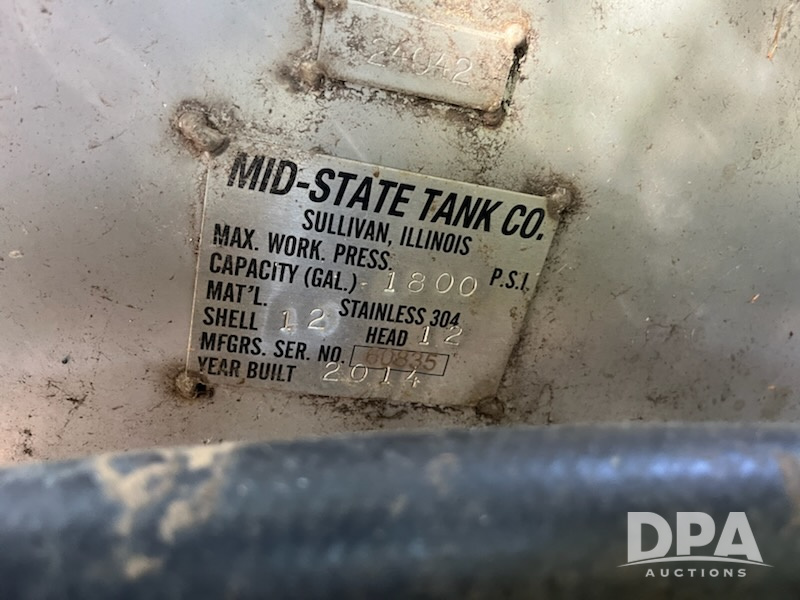 24042
MID-STATE TANK CO.
SULLIVAN, ILLINOIS
MAX. WORK. PRESS. P.S.I.
CAPACITY (GAL.) 1800
MAT'L. STAINLESS 304
SHELL 12 HEAD 12
MFGRS. SER. NO. 60835
YEAR BUILT 2014
DPA
AUCTIONS